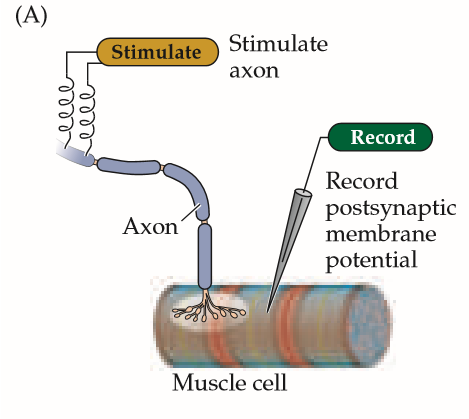 (A)
Stimulate
Stimulate
axon
Record
Record
postsynaptic
membrane
potential
Axon
Muscle cell